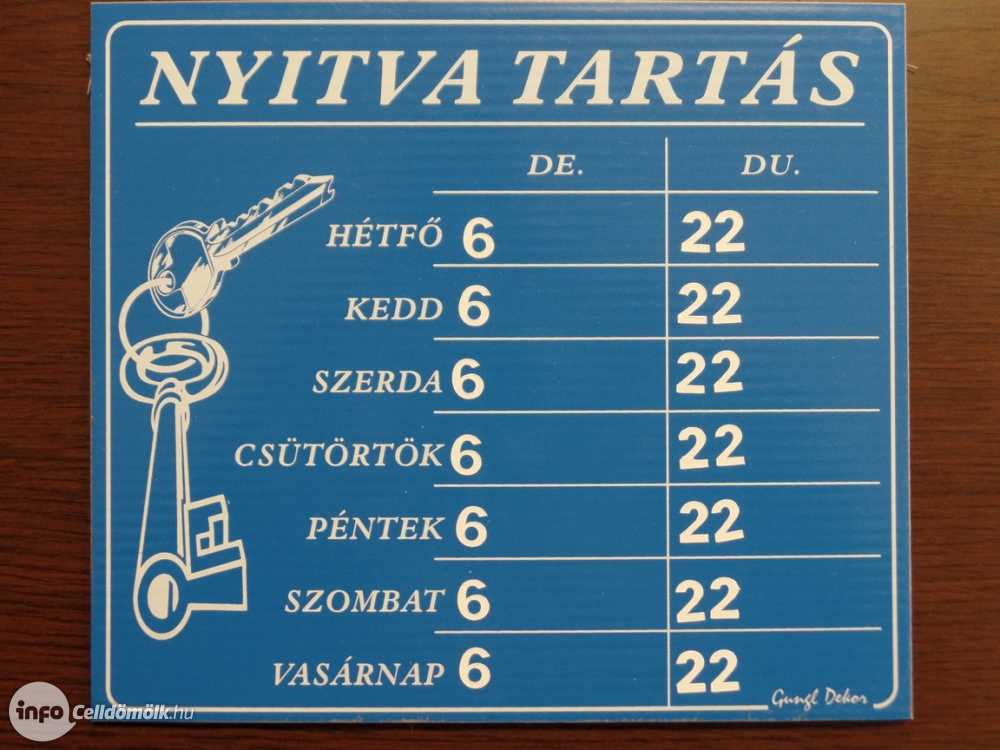 NYITVA TARTÁS
DE. DU.
HÉTFŐ 6 22
KEDD 6 22
SZERDA 6 22
CSÜTÖRTÖK 6 22
PÉNTEK 6 22
SZOMBAT 6 22
VASÁRNAP 6 22
Gungl Dekor
info Celldömölk.hu